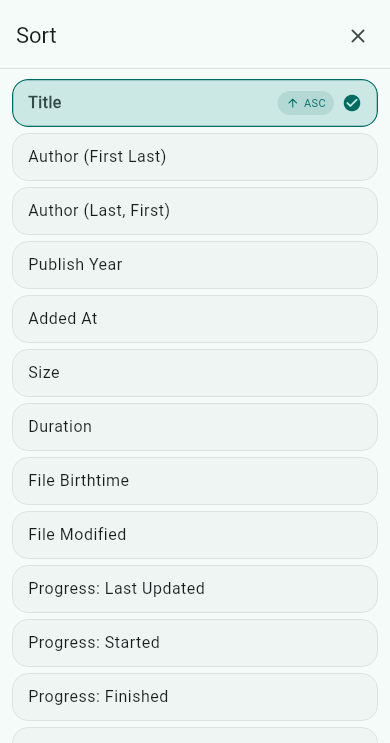 Sort
Title
ASC
Author (First Last)
Author (Last, First)
Publish Year
Added At
Size
Duration
File Birthtime
File Modified
Progress: Last Updated
Progress: Started
Progress: Finished